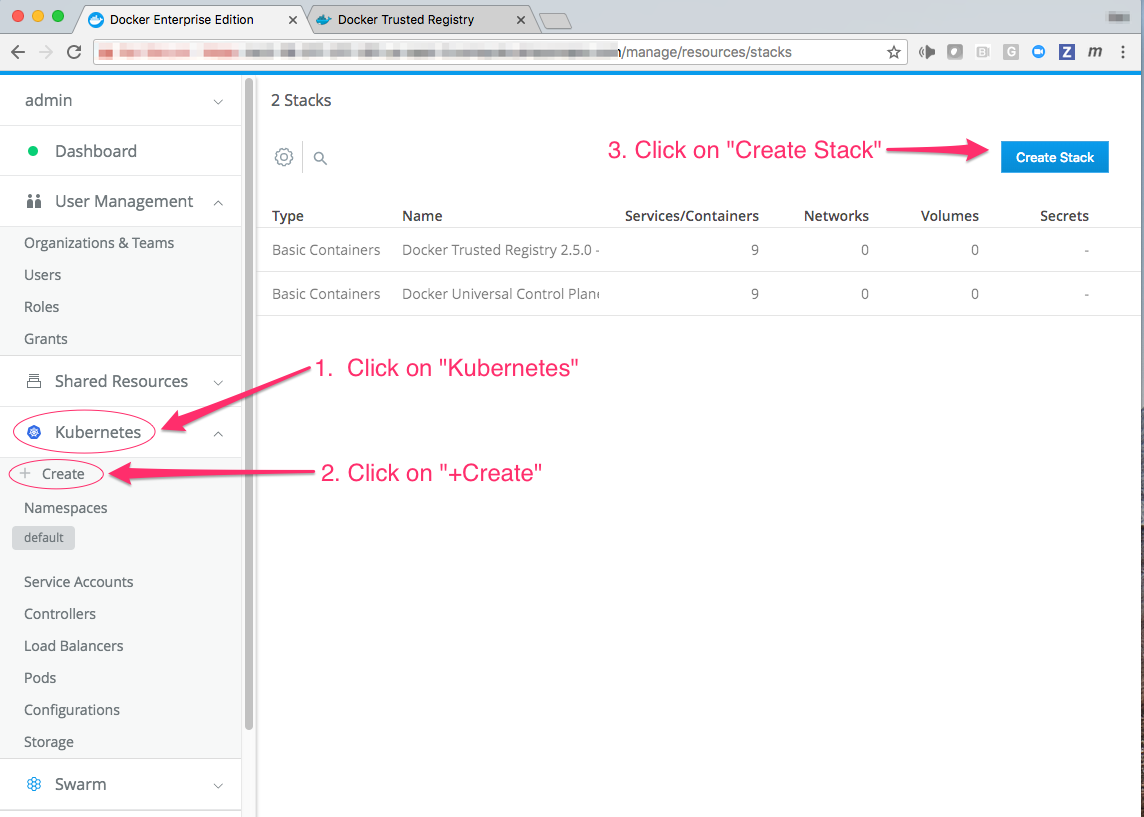 Docker Enterprise Edition
Docker Trusted Registry
/manage/resources/stacks
admin
2 Stacks
Dashboard
3. Click on "Create Stack"
Create Stack
User Management
Type Name Services/Containers Networks Volumes Secrets
Organizations & Teams
Basic Containers Docker Trusted Registry 2.5.0 - 9 0 0 -
Users
Basic Containers Docker Universal Control Plan 9 0 0 -
Roles
Grants
1. Click on "Kubernetes"
Shared Resources
Kubernetes
+ Create
2. Click on "+Create"
Namespaces
default
Service Accounts
Controllers
Load Balancers
Pods
Configurations
Storage
Swarm